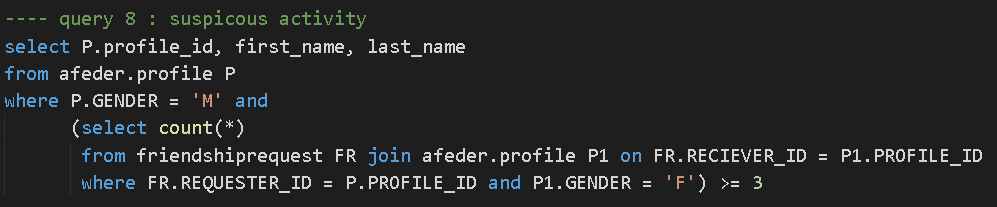 ---- query 8 : suspicous activity
select P.profile_id, first_name, last_name
from afeder.profile P
where P.GENDER = 'M' and
(select count(*)
from friendshiprequest FR join afeder.profile P1 on FR.RECIEVER_ID = P1.PROFILE_ID
where FR.REQUESTER_ID = P.PROFILE_ID and P1.GENDER = 'F') >= 3